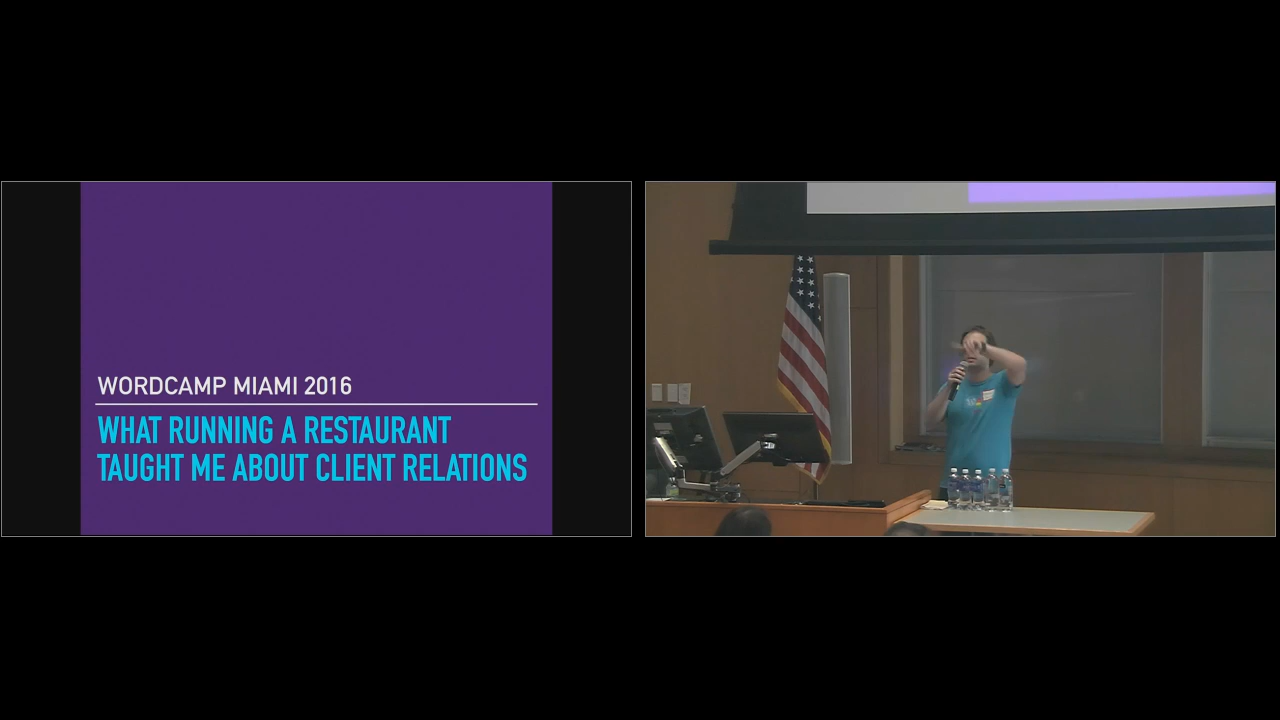 WORDCAMP MIAMI 2016
WHAT RUNNING A RESTAURANT
TAUGHT ME ABOUT CLIENT RELATIONS